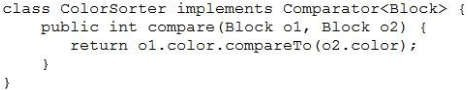 class ColorSorter implements Comparator<Block> {
    public int compare(Block o1, Block o2) {
        return o1.color.compareTo(o2.color);
    }
}